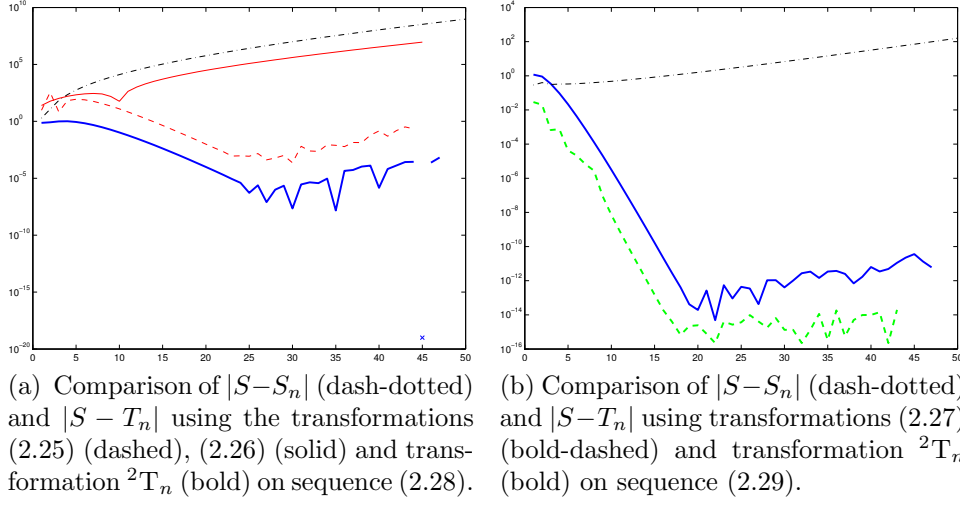 10^10
10^5
10^0
10^−5
10^−10
10^−15
10^−20
0 5 10 15 20 25 30 35 40 45 50
10^4
10^2
10^0
10^−2
10^−4
10^−6
10^−8
10^−10
10^−12
10^−14
10^−16
0 5 10 15 20 25 30 35 40 45 50
(a) Comparison of |S−S_n| (dash-dotted)
and |S − T_n| using the transformations
(2.25) (dashed), (2.26) (solid) and trans-
formation ^2T_n (bold) on sequence (2.28).
(b) Comparison of |S−S_n| (dash-dotted)
and |S−T_n| using transformations (2.27)
(bold-dashed) and transformation ^2T_n
(bold) on sequence (2.29).